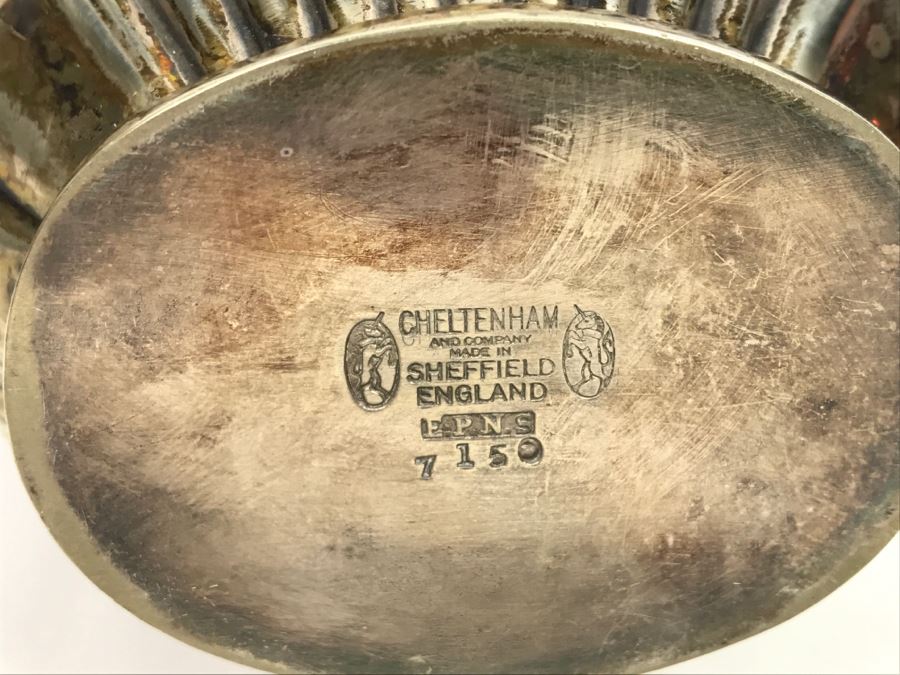 CHELTENHAM
AND COMPANY
MADE IN
SHEFFIELD
ENGLAND
E.P.N.S
7150